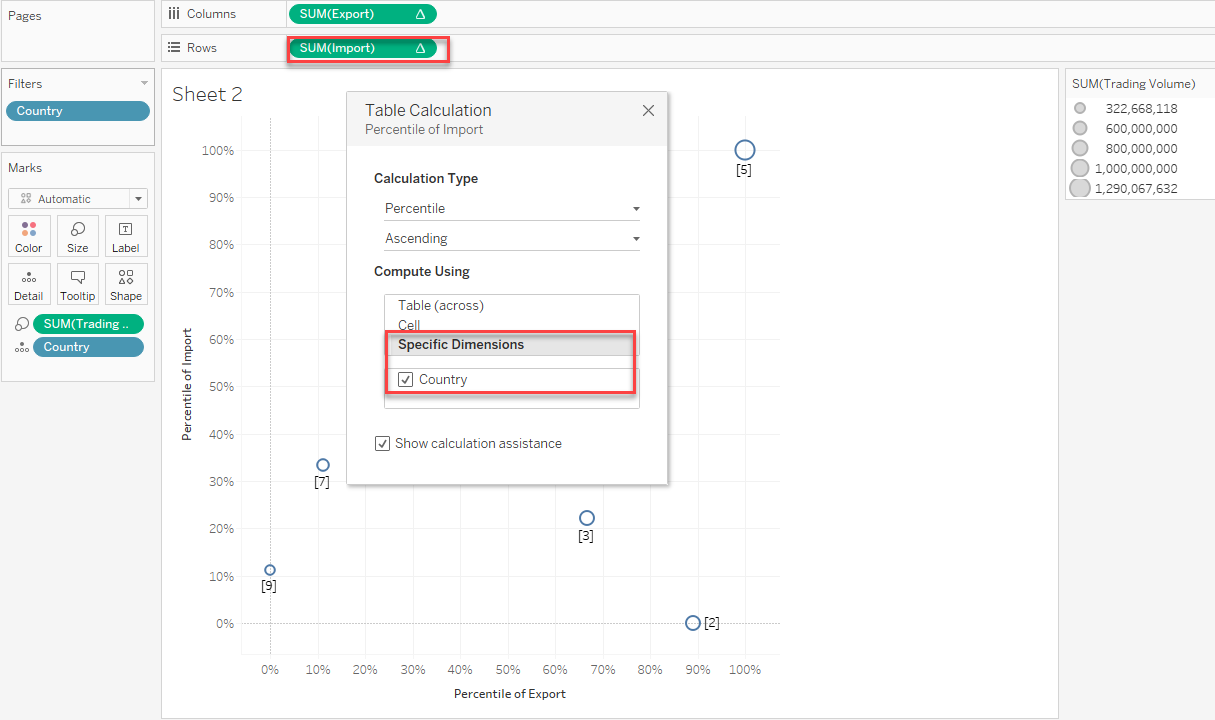 Pages
Columns
SUM(Export) Δ
Rows
SUM(Import) Δ
Filters
Country
Marks
Automatic
Color
Size
Label
Detail
Tooltip
Shape
SUM(Trading ..
Country
Sheet 2
Percentile of Import
100%
90%
80%
70%
60%
50%
40%
30%
20%
10%
0%
[5]
[7]
[3]
[9]
[2]
0%
10%
20%
30%
40%
50%
60%
70%
80%
90%
100%
Percentile of Export
Table Calculation
Percentile of Import
Calculation Type
Percentile
Ascending
Compute Using
Table (across)
Cell
Specific Dimensions
Country
Show calculation assistance
SUM(Trading Volume)
322,668,118
600,000,000
800,000,000
1,000,000,000
1,290,067,632